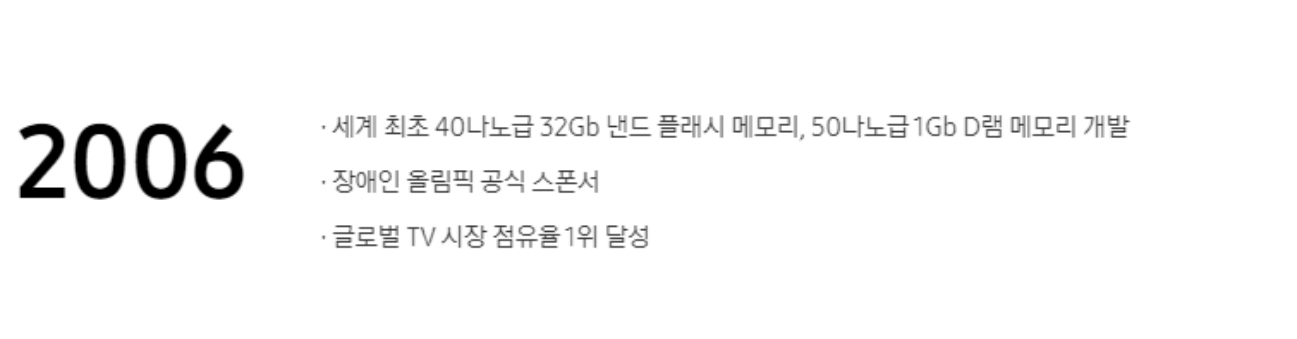 2006
· 세계 최초 40나노급 32Gb 낸드 플래시 메모리, 50나노급 1Gb D램 메모리 개발
· 장애인 올림픽 공식 스폰서
· 글로벌 TV 시장 점유율 1위 달성